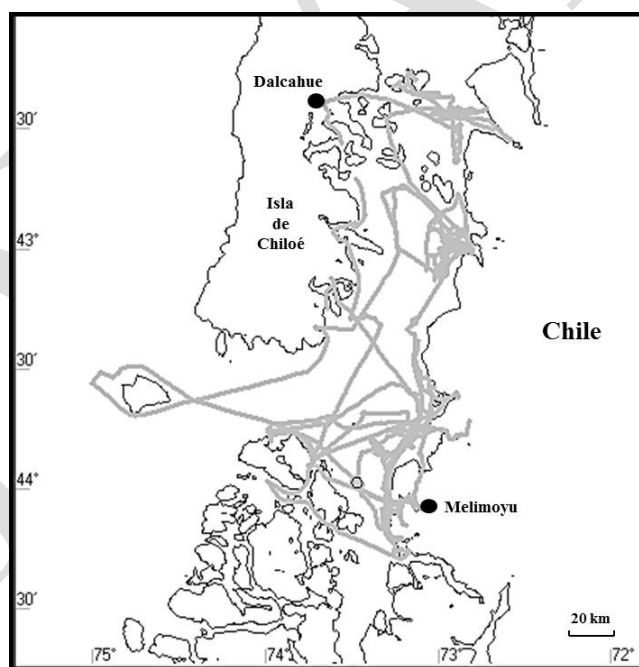 Dalcahue
30′
Isla
de
Chiloé
43°
Chile
30′
44°
Melimoyu
30′
20 km
75° 74 73° 72°